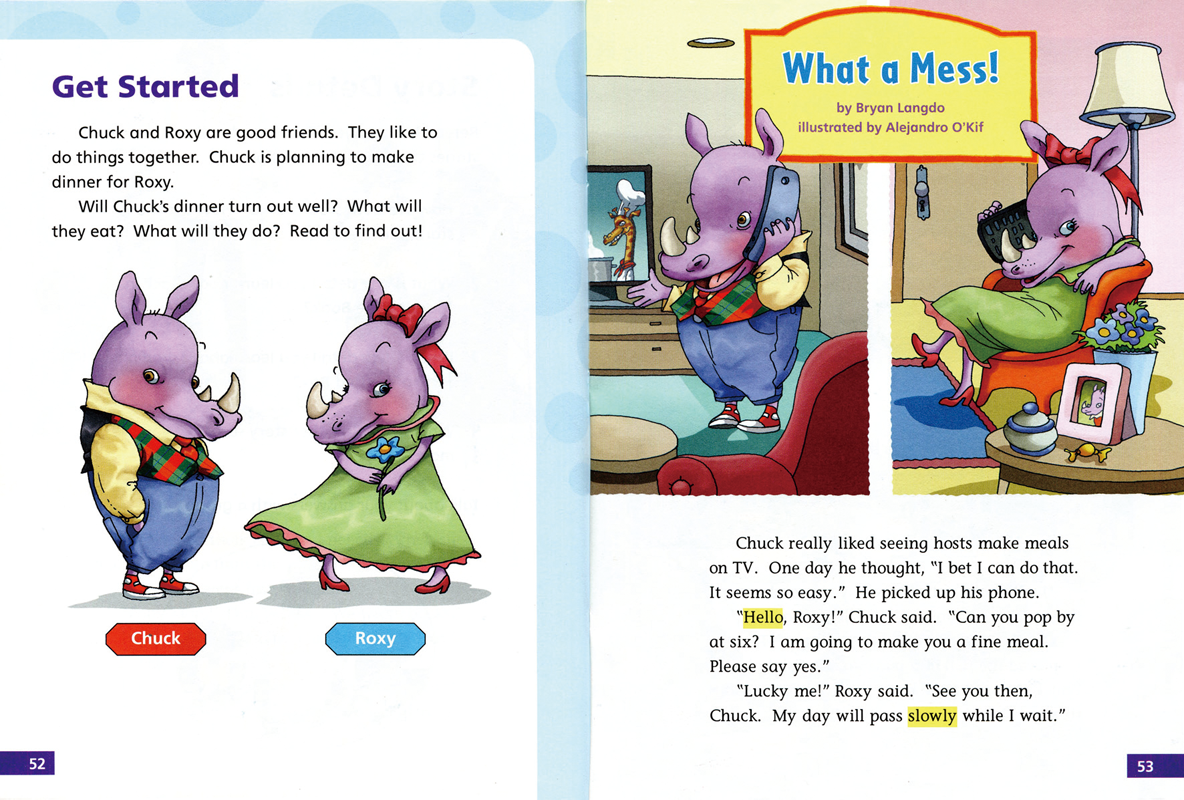 Get Started
Chuck and Roxy are good friends. They like to
do things together. Chuck is planning to make
dinner for Roxy.
Will Chuck's dinner turn out well? What will
they eat? What will they do? Read to find out!
Chuck
Roxy
52
What a Mess!
by Bryan Langdo
illustrated by Alejandro O'Kif
Chuck really liked seeing hosts make meals
on TV. One day he thought, "I bet I can do that.
It seems so easy." He picked up his phone.
"Hello, Roxy!" Chuck said. "Can you pop by
at six? I am going to make you a fine meal.
Please say yes."
"Lucky me!" Roxy said. "See you then,
Chuck. My day will pass slowly while I wait."
53